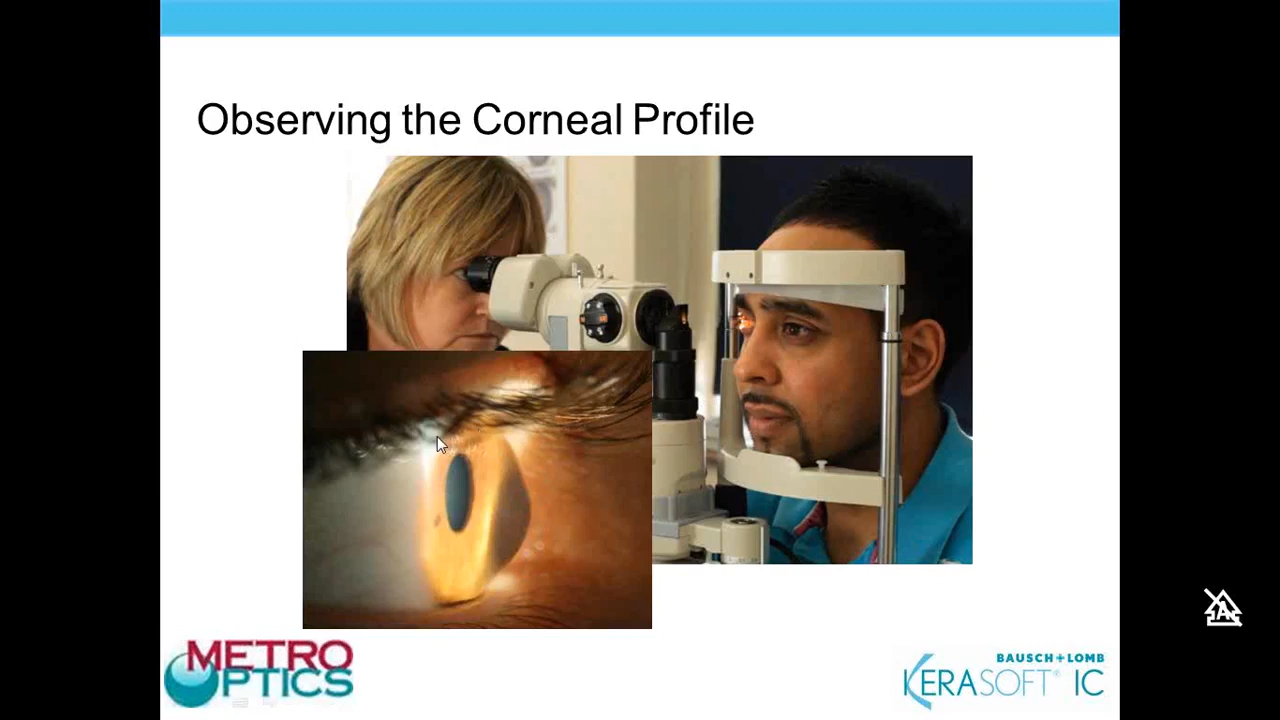 Observing the Corneal Profile
METRO
OPTICS
BAUSCH + LOMB
KERASOFT® IC
A